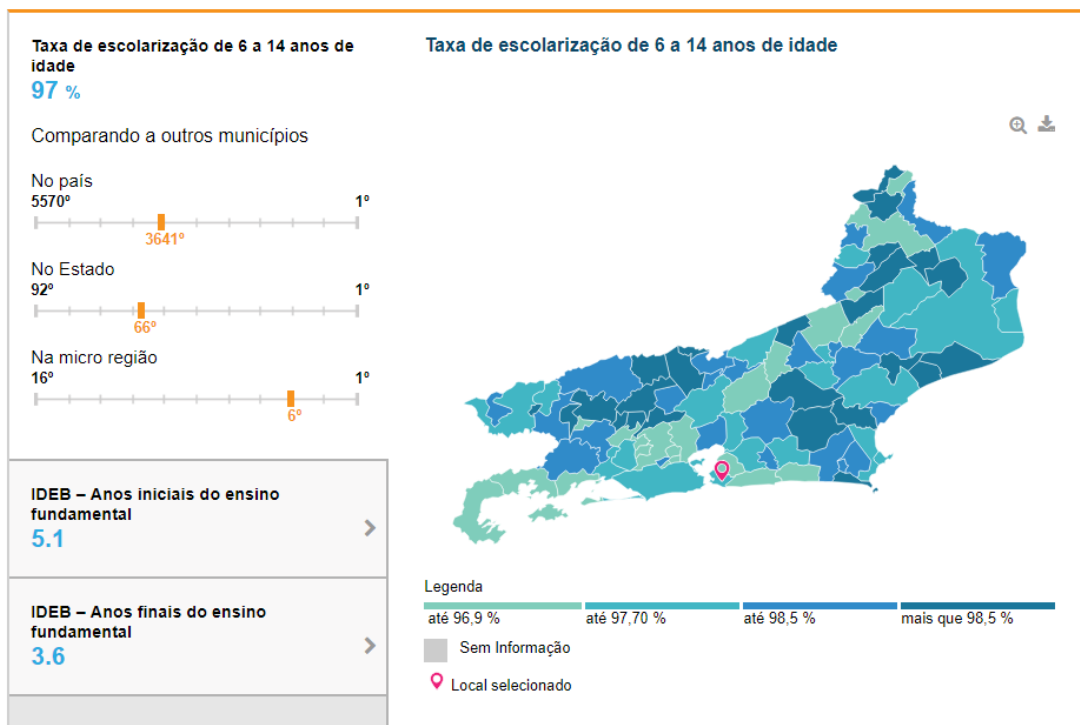 Taxa de escolarização de 6 a 14 anos de
idade
97 %
Comparando a outros municípios
No país
5570º 1º
3641º
No Estado
92º 1º
66º
Na micro região
16º 1º
6º
IDEB – Anos iniciais do ensino
fundamental
5.1
IDEB – Anos finais do ensino
fundamental
3.6
Taxa de escolarização de 6 a 14 anos de idade
Legenda
até 96,9 % até 97,70 % até 98,5 % mais que 98,5 %
Sem Informação
Local selecionado